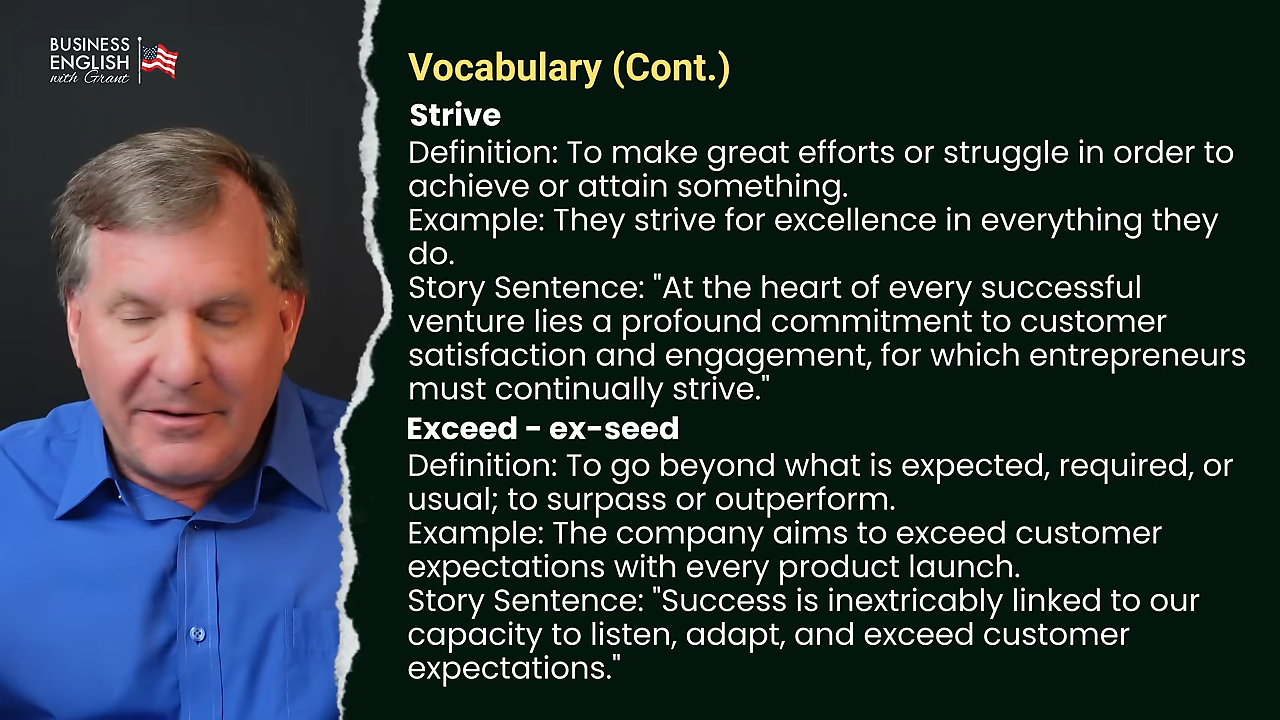 BUSINESS
ENGLISH
with Grant
Vocabulary (Cont.)
Strive
Definition: To make great efforts or struggle in order to
achieve or attain something.
Example: They strive for excellence in everything they
do.
Story Sentence: "At the heart of every successful
venture lies a profound commitment to customer
satisfaction and engagement, for which entrepreneurs
must continually strive."
Exceed - ex-seed
Definition: To go beyond what is expected, required, or
usual; to surpass or outperform.
Example: The company aims to exceed customer
expectations with every product launch.
Story Sentence: "Success is inextricably linked to our
capacity to listen, adapt, and exceed customer
expectations."